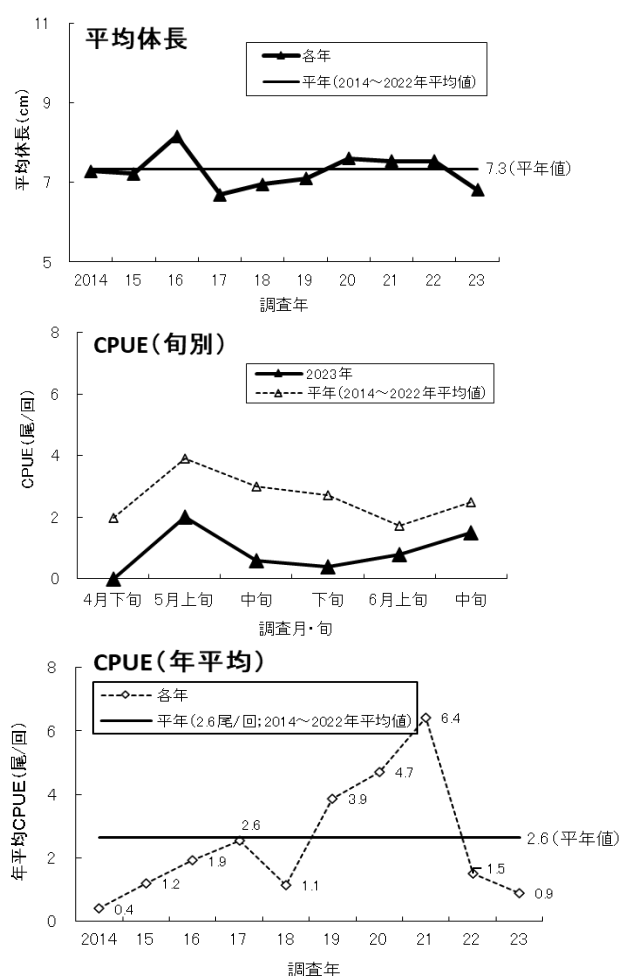 平均体長
11
9
7
5
平均体長(cm)
各年
平年(2014～2022年平均値)
7.3(平年値)
2014 15 16 17 18 19 20 21 22 23
調査年
CPUE(旬別)
8
6
4
2
0
CPUE(尾/回)
2023年
平年(2014～2022年平均値)
4月下旬 5月上旬 中旬 下旬 6月上旬 中旬
調査月・旬
CPUE(年平均)
8
6
4
2
0
年平均CPUE(尾/回)
各年
平年(2.6尾/回;2014～2022年平均値)
0.4 1.2 1.9 2.6 1.1 3.9 4.7 6.4 1.5 0.9
2.6(平年値)
2014 15 16 17 18 19 20 21 22 23
調査年